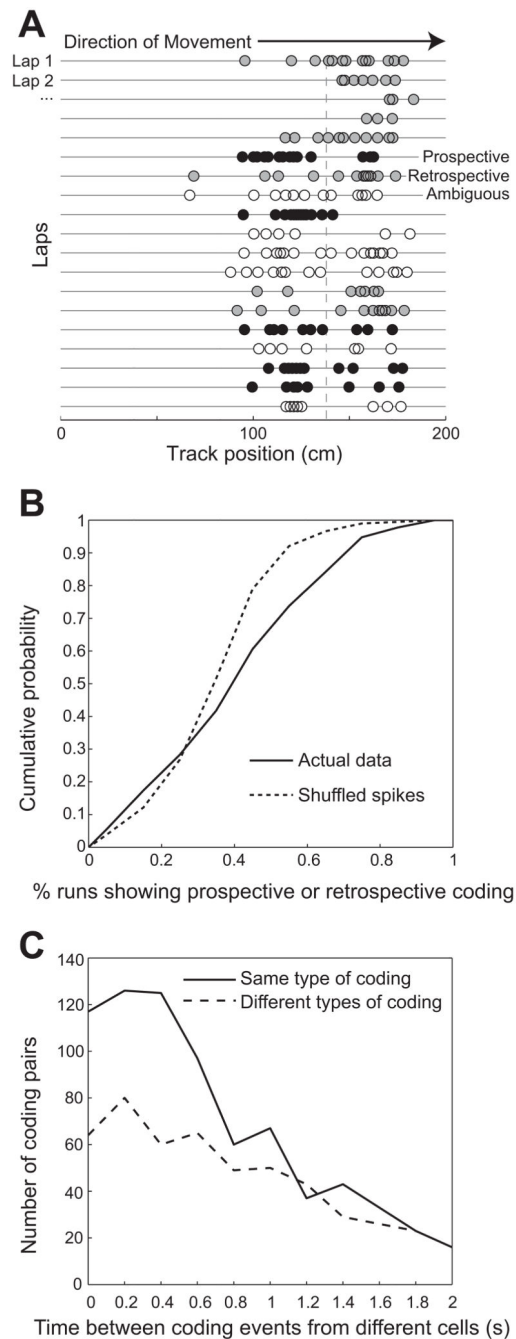 A
Direction of Movement
Lap 1
Lap 2
...
Prospective
Retrospective
Ambiguous
Laps
0 100 200
Track position (cm)
B
1
0.9
0.8
0.7
0.6
0.5
0.4
0.3
0.2
0.1
0
Cumulative probability
Actual data
Shuffled spikes
0 0.2 0.4 0.6 0.8 1
% runs showing prospective or retrospective coding
C
140
120
100
80
60
40
20
0
Number of coding pairs
Same type of coding
Different types of coding
0 0.2 0.4 0.6 0.8 1 1.2 1.4 1.6 1.8 2
Time between coding events from different cells (s)